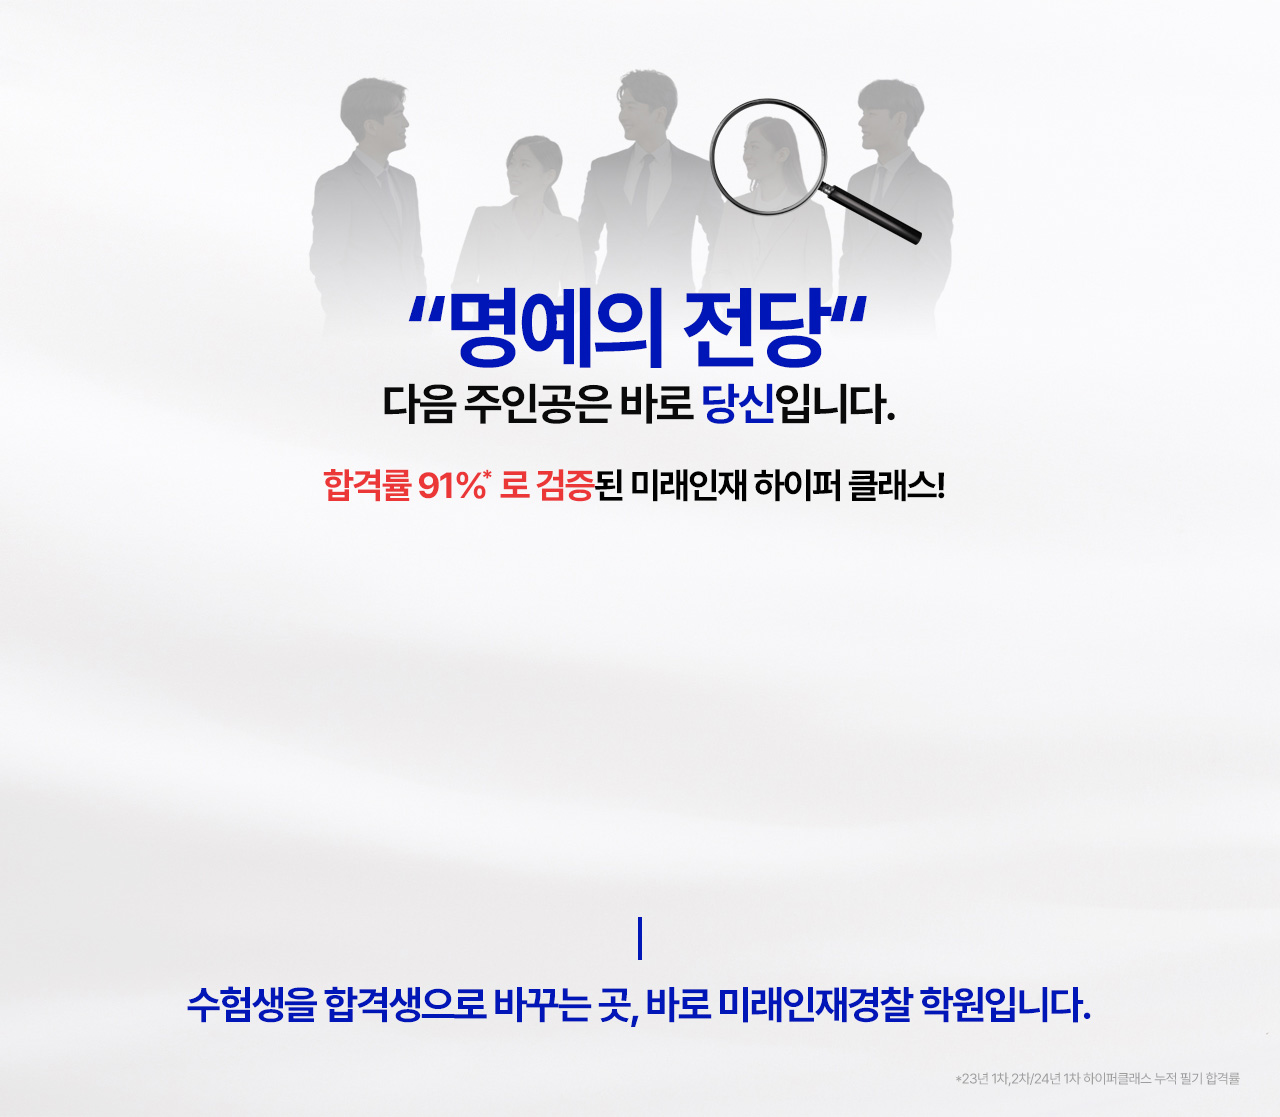 “명예의 전당“
다음 주인공은 바로 당신입니다.
합격률 91%* 로 검증된 미래인재 하이퍼 클래스!
수험생을 합격생으로 바꾸는 곳, 바로 미래인재경찰 학원입니다.
*23년 1차,2차/24년 1차 하이퍼클래스 누적 필기 합격률